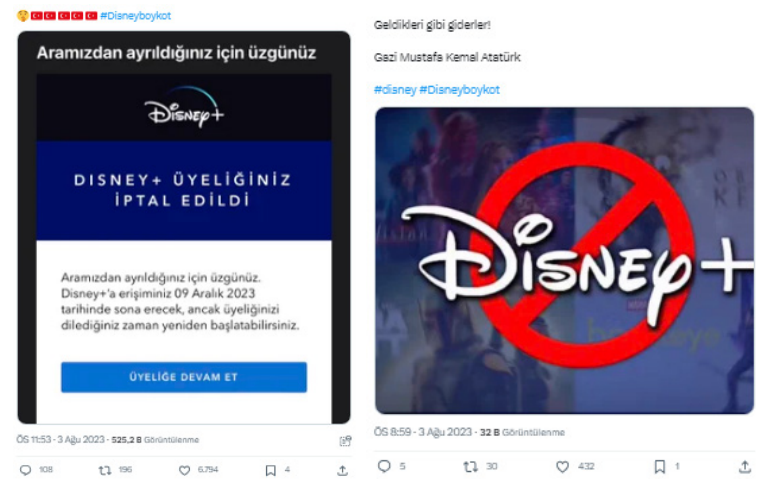 🤫🇹🇷🇹🇷🇹🇷🇹🇷🇹🇷 #Disneyboykot
Aramızdan ayrıldığınız için üzgünüz
DISNEP+
DISNEY+ ÜYELİĞİNİZ
İPTAL EDİLDİ
Aramızdan ayrıldığınız için üzgünüz.
Disney+'a erişiminiz 09 Aralık 2023
tarihinde sona erecek, ancak üyeliğinizi
dilediğiniz zaman yeniden başlatabilirsiniz.
ÜYELİĞE DEVAM ET
ÖS 11:53 · 3 Ağu 2023 · 525,2 B Görüntülenme
108 196 6.794 4
Geldikleri gibi giderler!
Gazi Mustafa Kemal Atatürk
#disney #Disneyboykot
DISNEY+
ÖS 8:59 · 3 Ağu 2023 · 32 B Görüntülenme
5 30 432 1